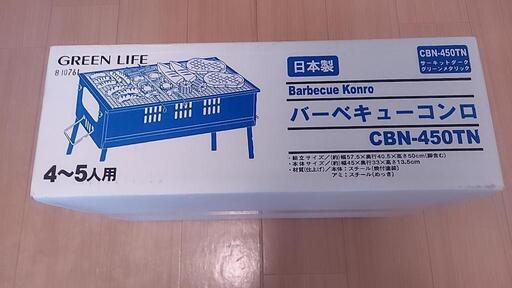 GREEN LIFE
810761
4～5人用
日本製
CBN-450TN
サーキットダーク
グリーンメタリック
Barbecue Konro
バーベキューコンロ
CBN-450TN
・組立サイズ／(約)幅57.5×奥行40.5×高さ50cm(脚含む)
・本体サイズ／(約)幅45×奥行33×高さ13.5cm
・材質(仕上げ)／本体：スチール(焼付塗装)
アミ：スチール(めっき)